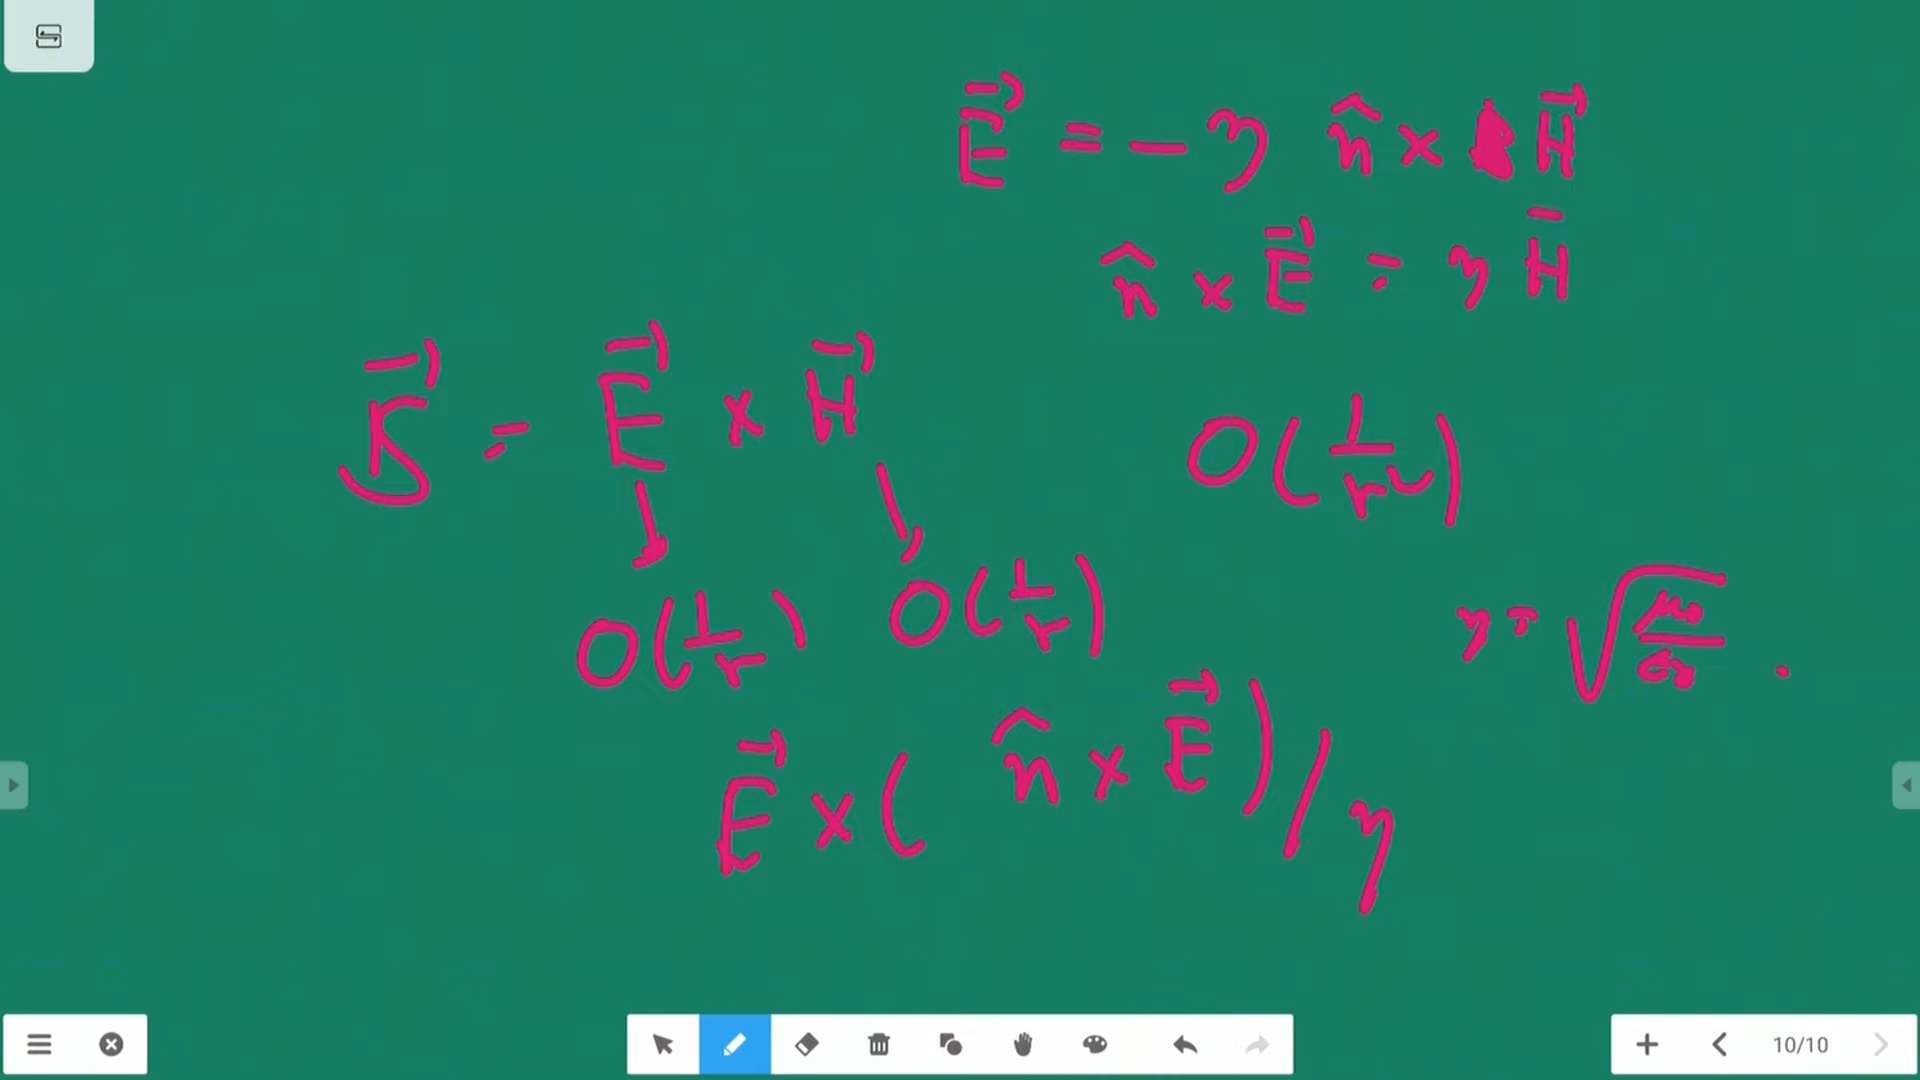 E⃗ = − η n̂ × H⃗
n̂ × E⃗ = η H̄
S⃗ = E⃗ × H⃗
O(1/r²)
O(1/r) O(1/r)
η = √(μ₀/ε₀) .
E⃗ × ( n̂ × E⃗ ) / η
10/10